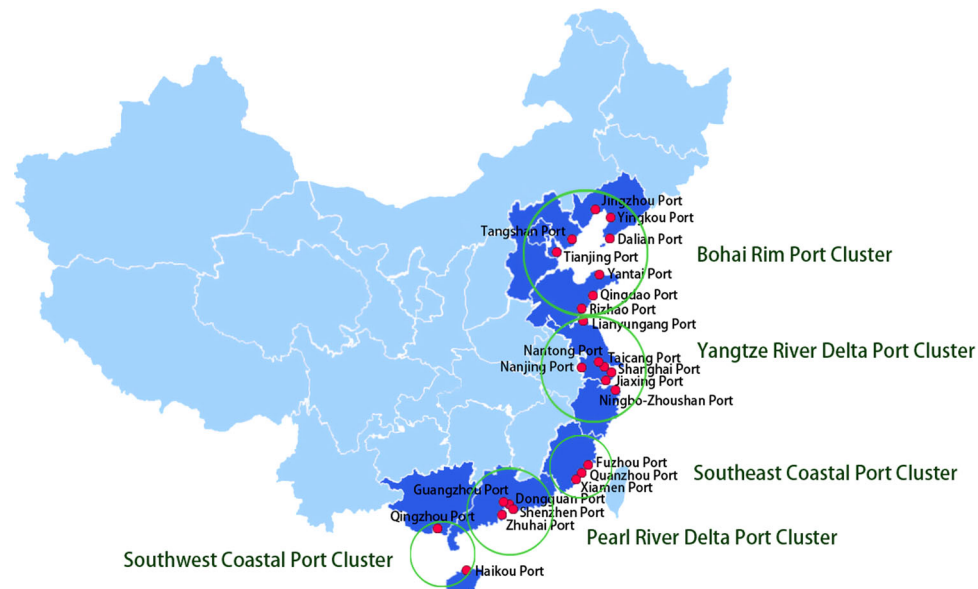 Jingzhou Port
Yingkou Port
Tangshan Port
Dalian Port
Tianjing Port
Bohai Rim Port Cluster
Yantai Port
Qingdao Port
Rizhao Port
Lianyungang Port
Nantong Port
Taicang Port
Yangtze River Delta Port Cluster
Nanjing Port
Shanghai Port
Jiaxing Port
Ningbo-Zhoushan Port
Fuzhou Port
Quanzhou Port
Southeast Coastal Port Cluster
Xiamen Port
Guangzhou Port
Dongguan Port
Shenzhen Port
Qingzhou Port
Zhuhai Port
Pearl River Delta Port Cluster
Southwest Coastal Port Cluster
Haikou Port